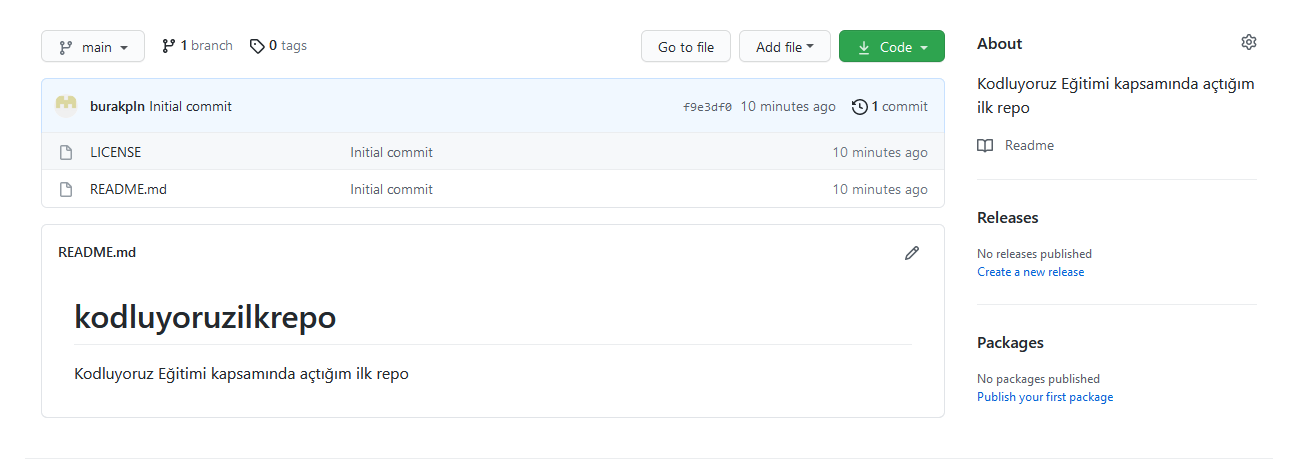 main
1 branch
0 tags
Go to file
Add file
Code
burakpln Initial commit
f9e3df0 10 minutes ago
1 commit
LICENSE
Initial commit
10 minutes ago
README.md
Initial commit
10 minutes ago
README.md
kodluyoruzilkrepo
Kodluyoruz Eğitimi kapsamında açtığım ilk repo
About
Kodluyoruz Eğitimi kapsamında açtığım
ilk repo
Readme
Releases
No releases published
Create a new release
Packages
No packages published
Publish your first package